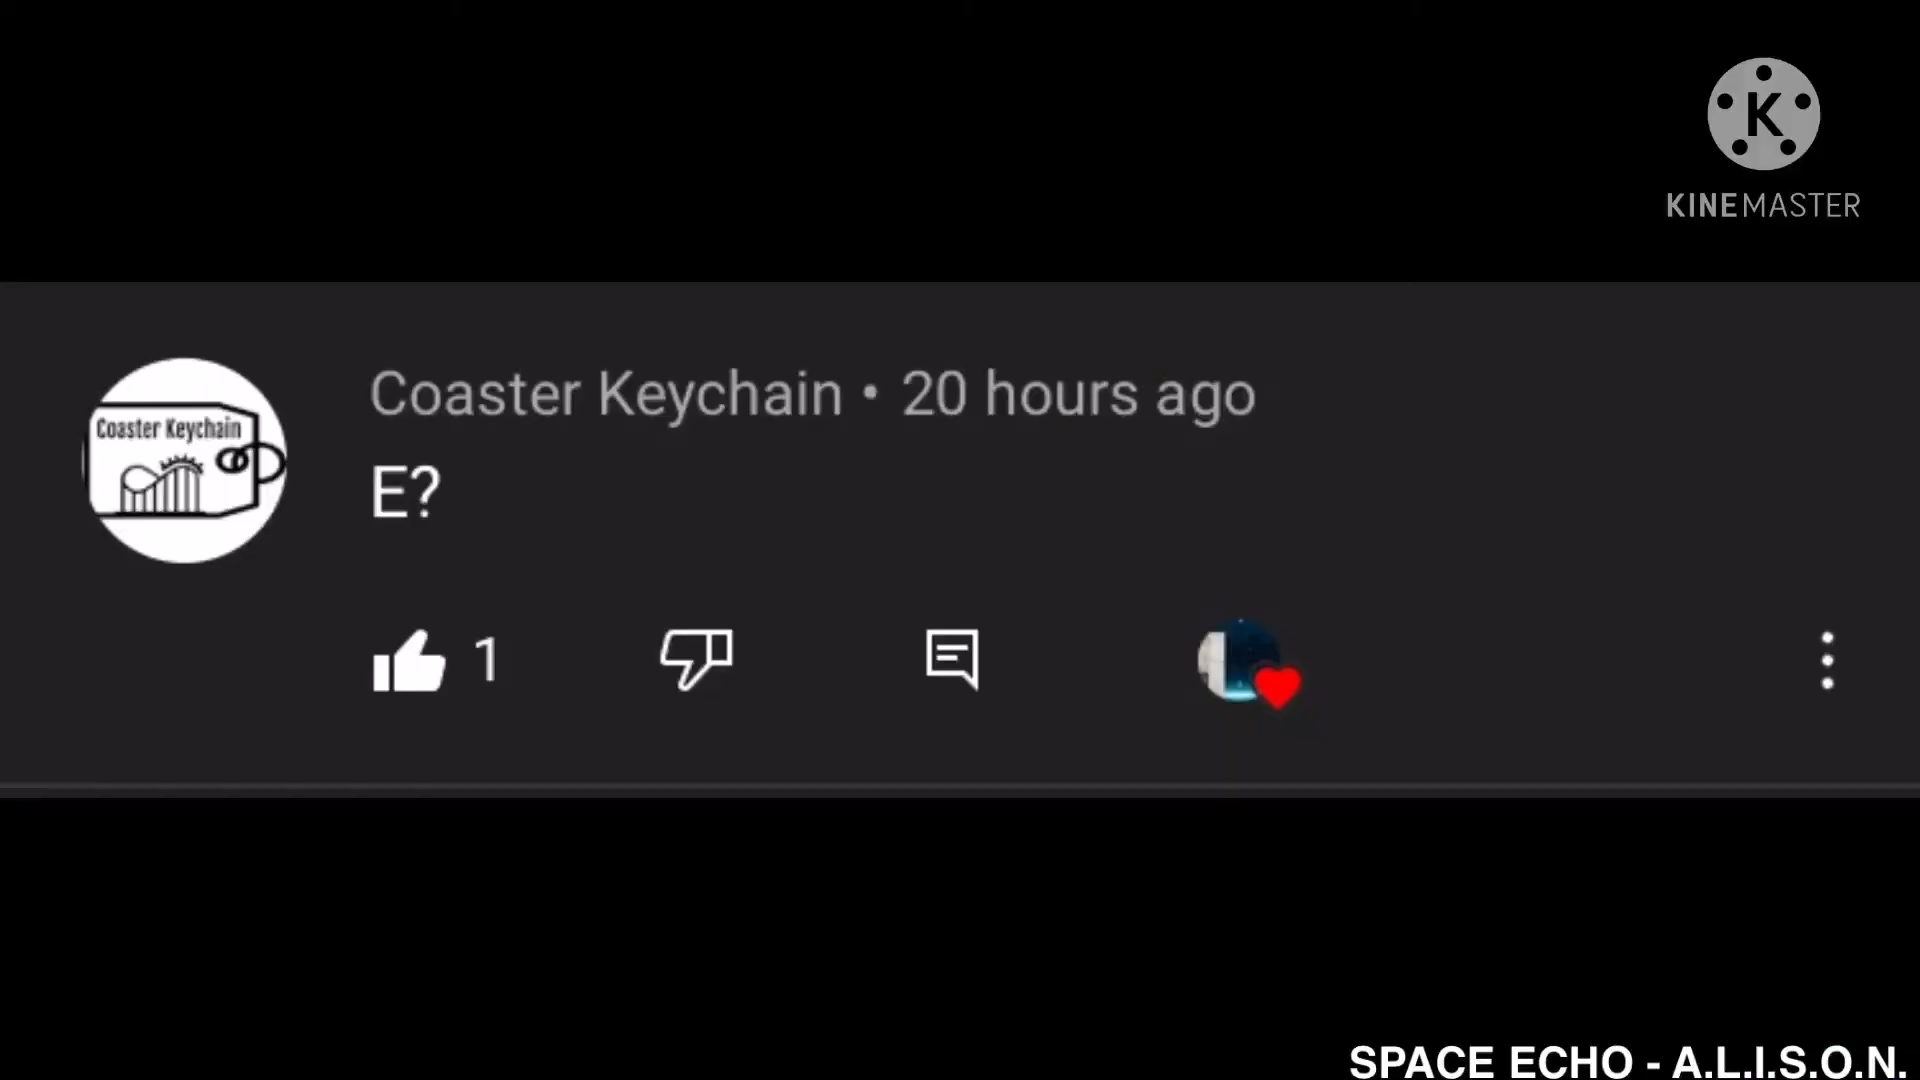 KINEMASTER
Coaster Keychain • 20 hours ago
Coaster Keychain
E?
1
SPACE ECHO - A.L.I.S.O.N.